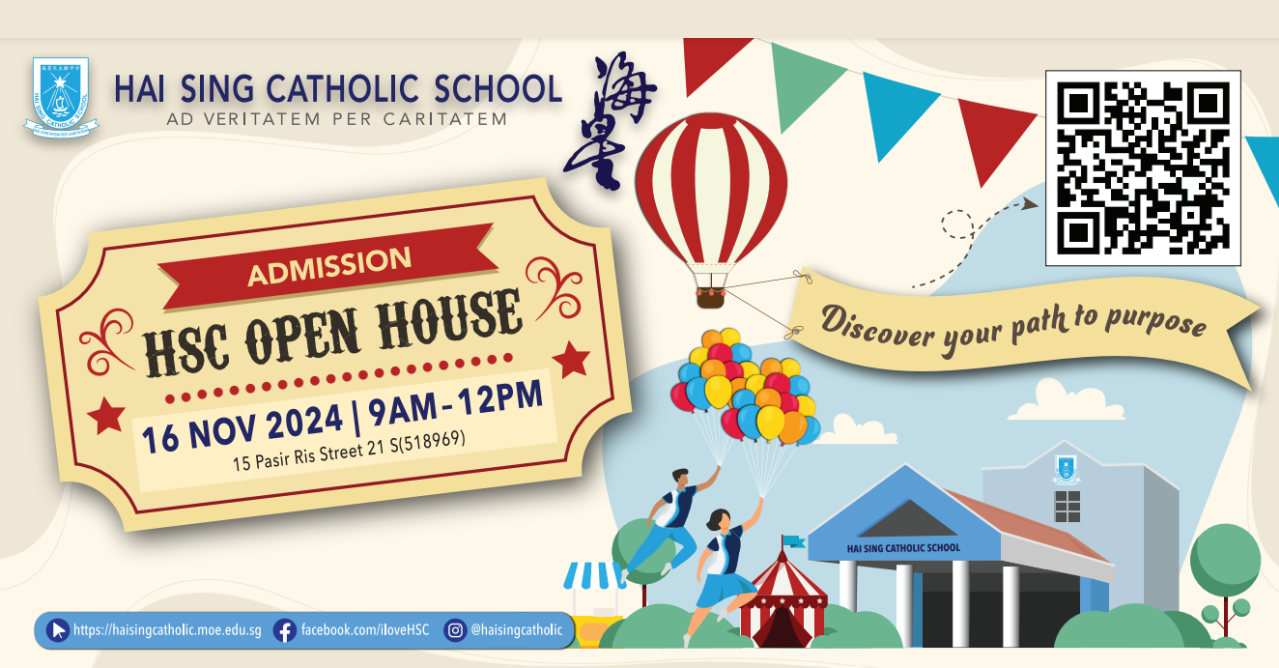 HAI SING CATHOLIC SCHOOL
AD VERITATEM PER CARITATEM
海星
ADMISSION
HSC OPEN HOUSE
16 NOV 2024 | 9AM-12PM
15 Pasir Ris Street 21 S(518969)
Discover your path to purpose
HAI SING CATHOLIC SCHOOL
https://haisingcatholic.moe.edu.sg
facebook.com/iloveHSC
@haisingcatholic